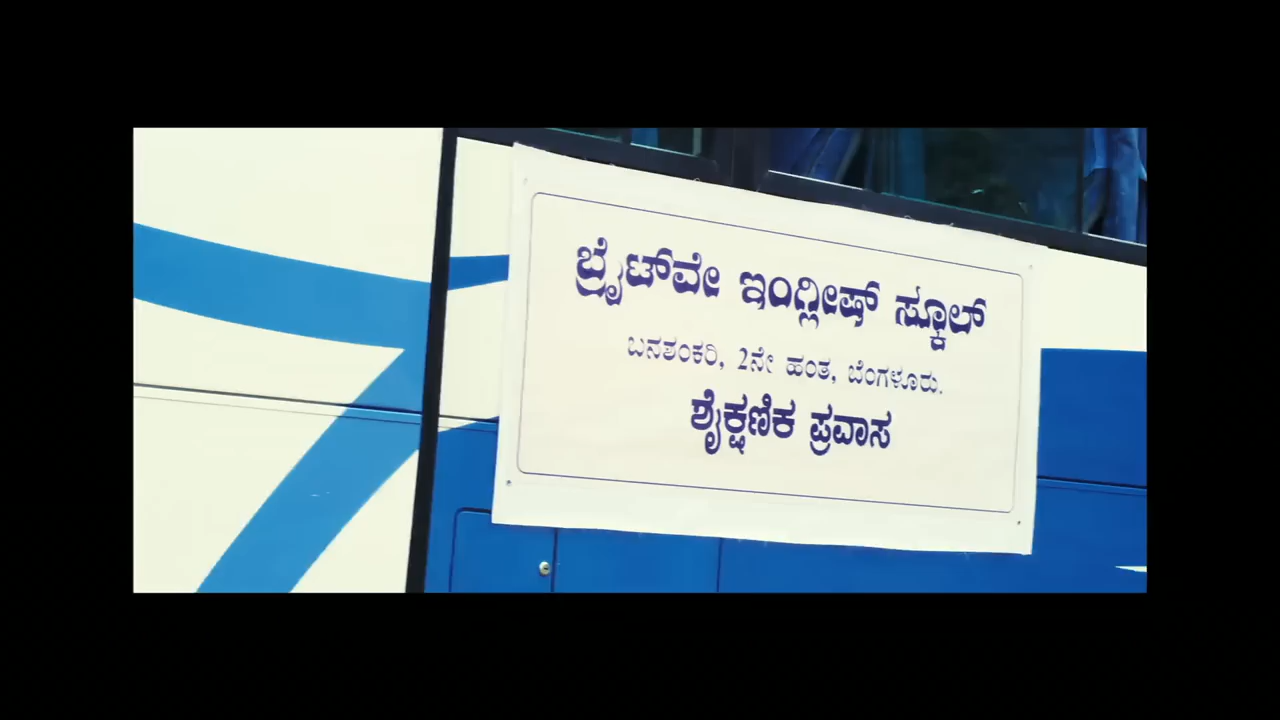 ಬ್ರೈಟ್‌ವೇ ಇಂಗ್ಲೀಷ್ ಸ್ಕೂಲ್
ಬನಶಂಕರಿ, 2ನೇ ಹಂತ, ಬೆಂಗಳೂರು.
ಶೈಕ್ಷಣಿಕ ಪ್ರವಾಸ